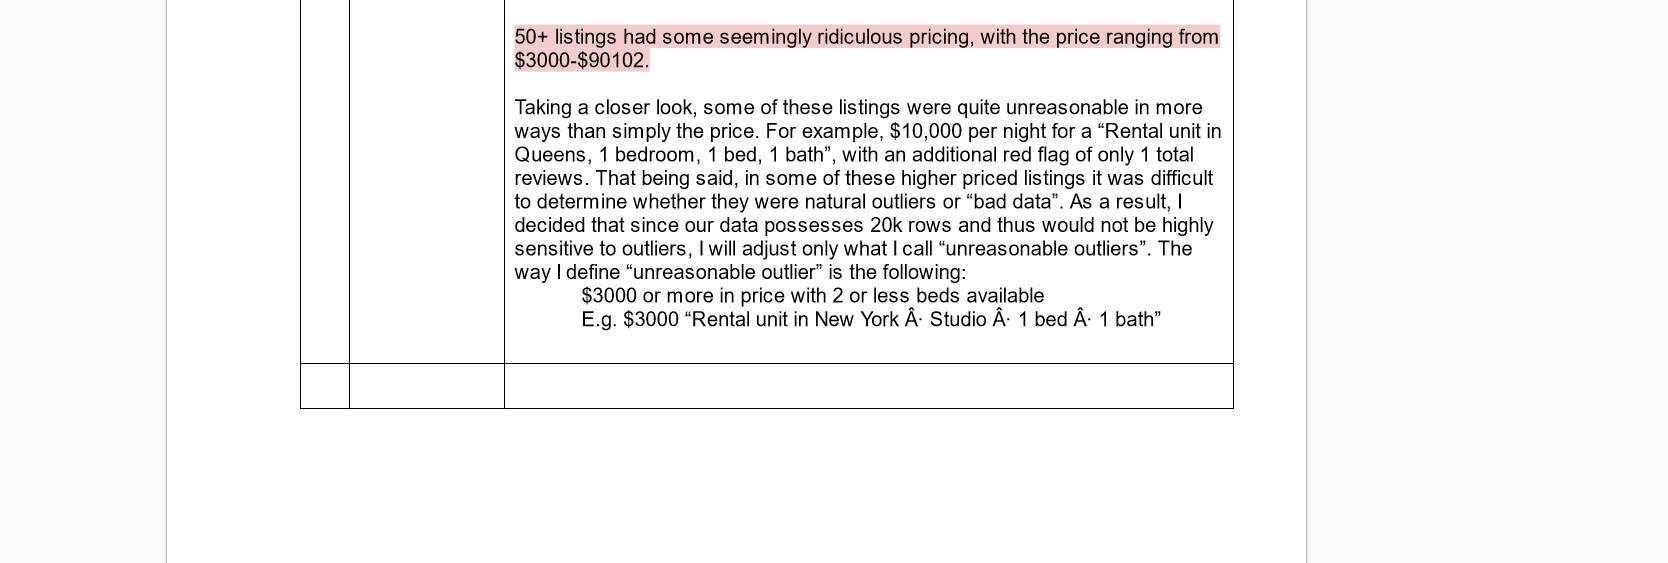 50+ listings had some seemingly ridiculous pricing, with the price ranging from
$3000-$90102.
Taking a closer look, some of these listings were quite unreasonable in more
ways than simply the price. For example, $10,000 per night for a “Rental unit in
Queens, 1 bedroom, 1 bed, 1 bath”, with an additional red flag of only 1 total
reviews. That being said, in some of these higher priced listings it was difficult
to determine whether they were natural outliers or “bad data”. As a result, I
decided that since our data possesses 20k rows and thus would not be highly
sensitive to outliers, I will adjust only what I call “unreasonable outliers”. The
way I define “unreasonable outlier” is the following:
$3000 or more in price with 2 or less beds available
E.g. $3000 “Rental unit in New York Â· Studio Â· 1 bed Â· 1 bath”